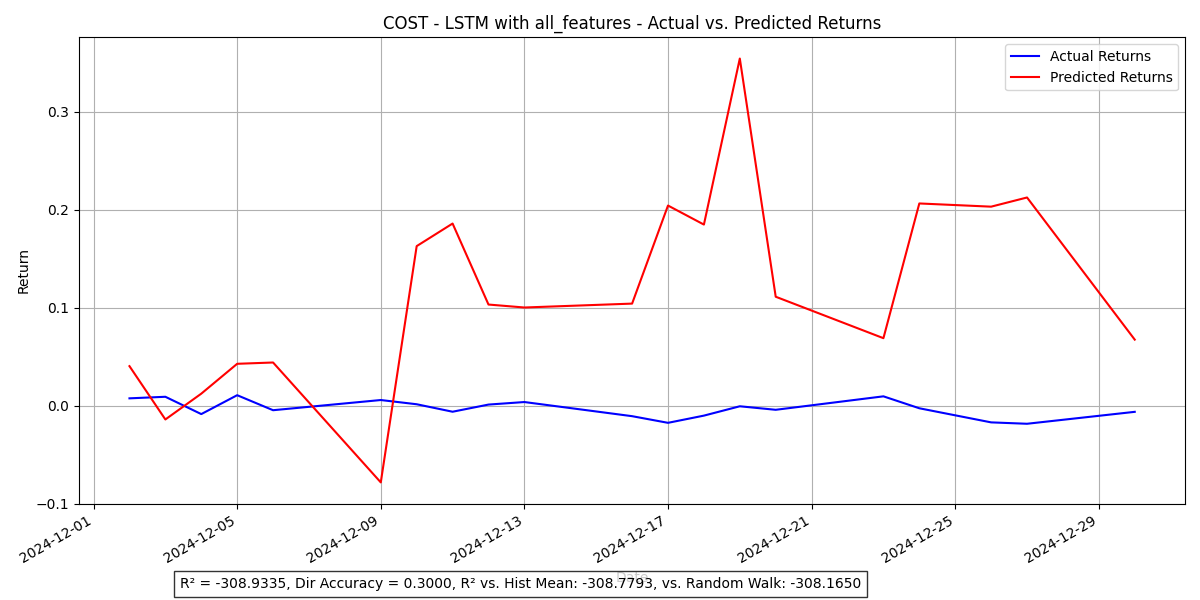 COST - LSTM with all_features - Actual vs. Predicted Returns
Actual Returns
Predicted Returns
Return
0.3
0.2
0.1
0.0
−0.1
2024-12-01
2024-12-05
2024-12-09
2024-12-13
2024-12-17
2024-12-21
2024-12-25
2024-12-29
Date
R² = -308.9335, Dir Accuracy = 0.3000, R² vs. Hist Mean: -308.7793, vs. Random Walk: -308.1650